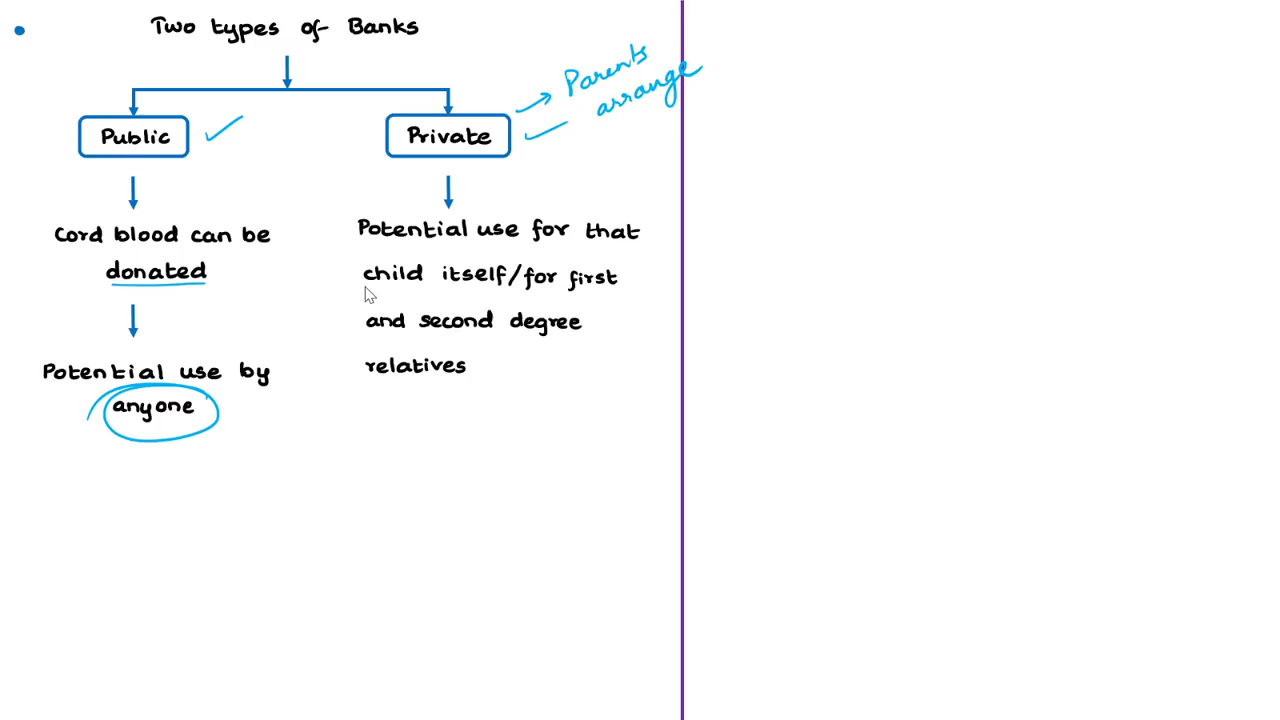 Two types of Banks
Parents
arrange
Public
Private
Cord blood can be
donated
Potential use by
anyone
Potential use for that
child itself/for first
and second degree
relatives